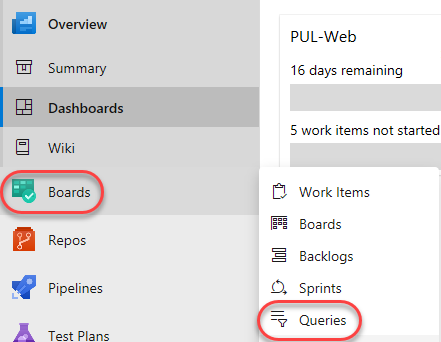 Overview
Summary
Dashboards
Wiki
Boards
Repos
Pipelines
Test Plans
PUL-Web
16 days remaining
5 work items not started
Work Items
Boards
Backlogs
Sprints
Queries